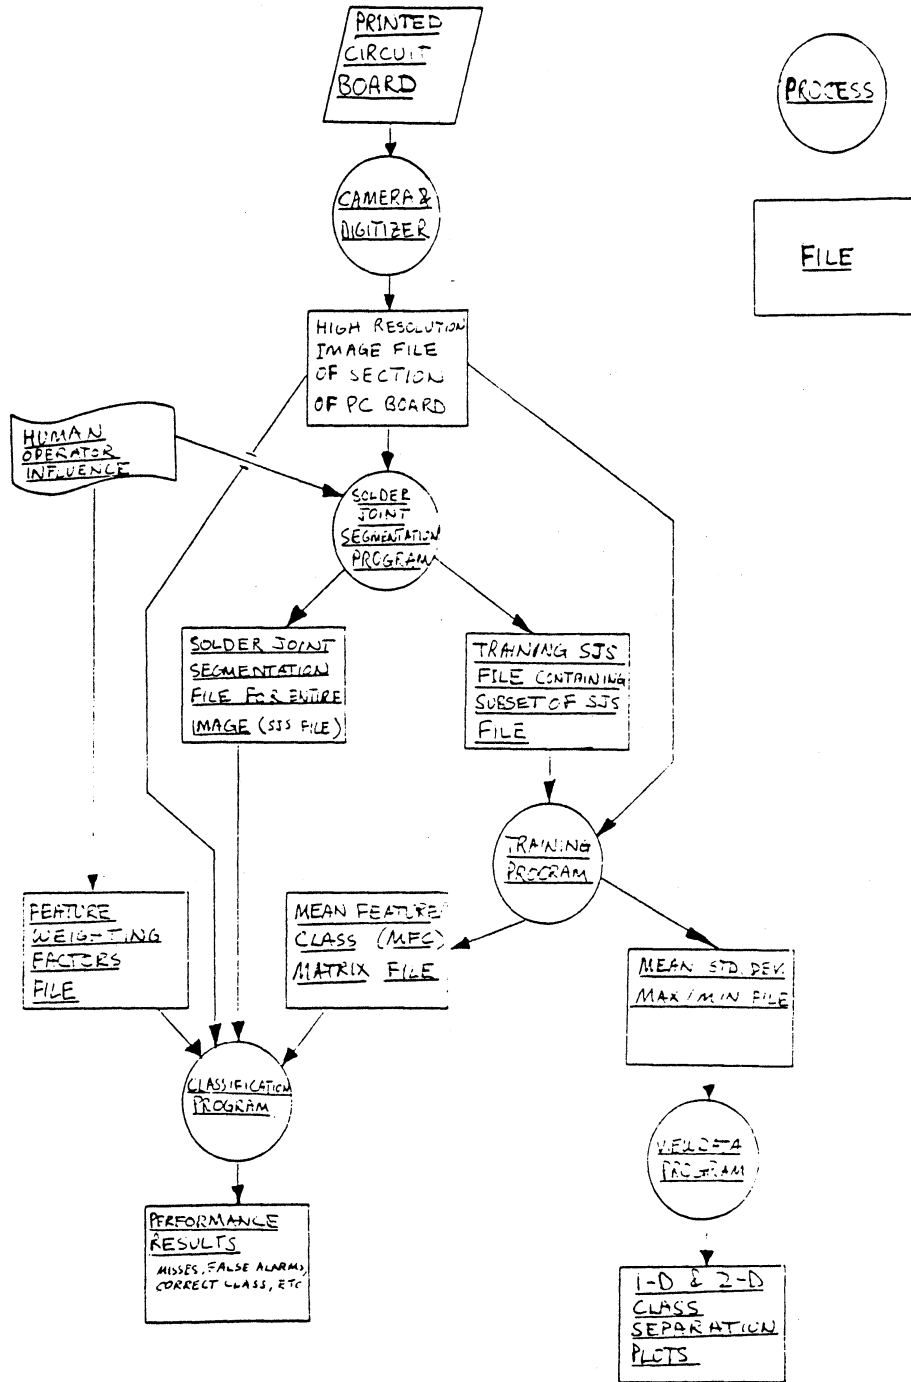 PRINTED
CIRCUIT
BOARD
PROCESS
CAMERA &
DIGITIZER
FILE
HIGH RESOLUTION
IMAGE FILE
OF SECTION
OF PC BOARD
HUMAN
OPERATOR
INFLUENCE
SOLDER
JOINT
SEGMENTATION
PROGRAM
SOLDER JOINT
SEGMENTATION
FILE FOR ENTIRE
IMAGE (SJS FILE)
TRAINING SJS
FILE CONTAINING
SUBSET OF SJS
FILE
TRAINING
PROGRAM
FEATURE
WEIGHTING
FACTORS
FILE
MEAN FEATURE
CLASS (MFC)
MATRIX FILE
MEAN STD. DEV.
MAX/MIN FILE
CLASSIFICATION
PROGRAM
VIEWDATA
PROGRAM
PERFORMANCE
RESULTS
MISSES, FALSE ALARMS,
CORRECT CLASS, ETC
1-D & 2-D
CLASS
SEPARATION
PLOTS